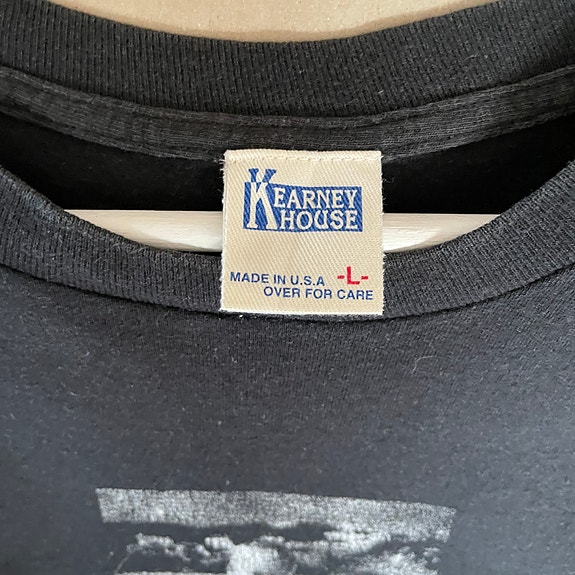 KEARNEY
HOUSE
MADE IN U.S.A -L-
OVER FOR CARE